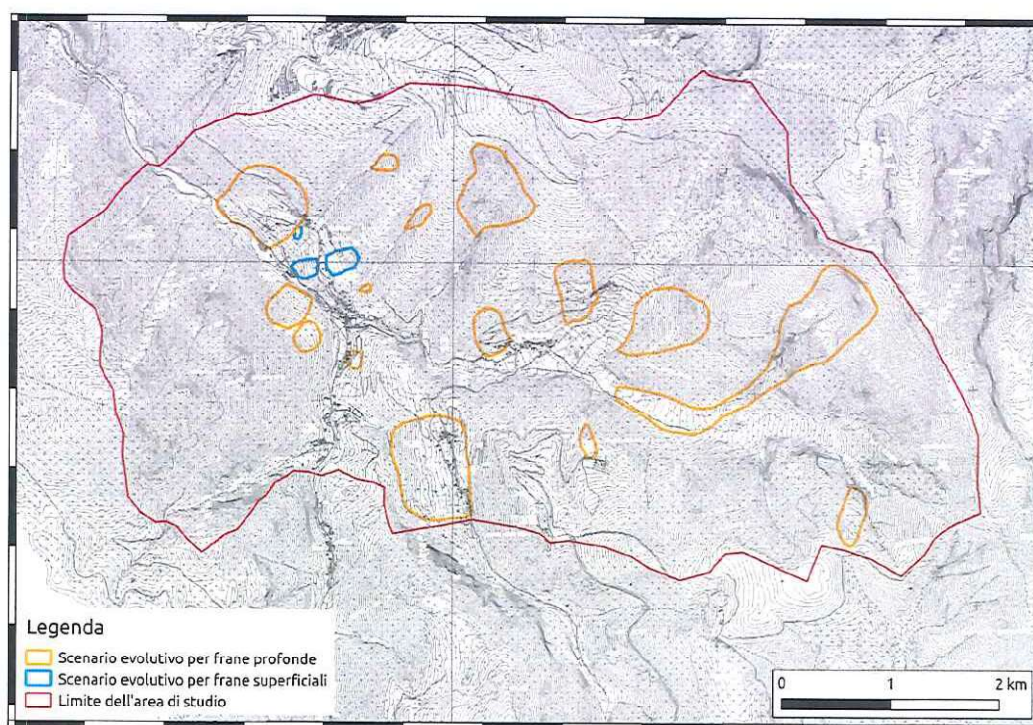 Legenda
Scenario evolutivo per frane profonde
Scenario evolutivo per frane superficiali
Limite dell'area di studio
0 1 2 km